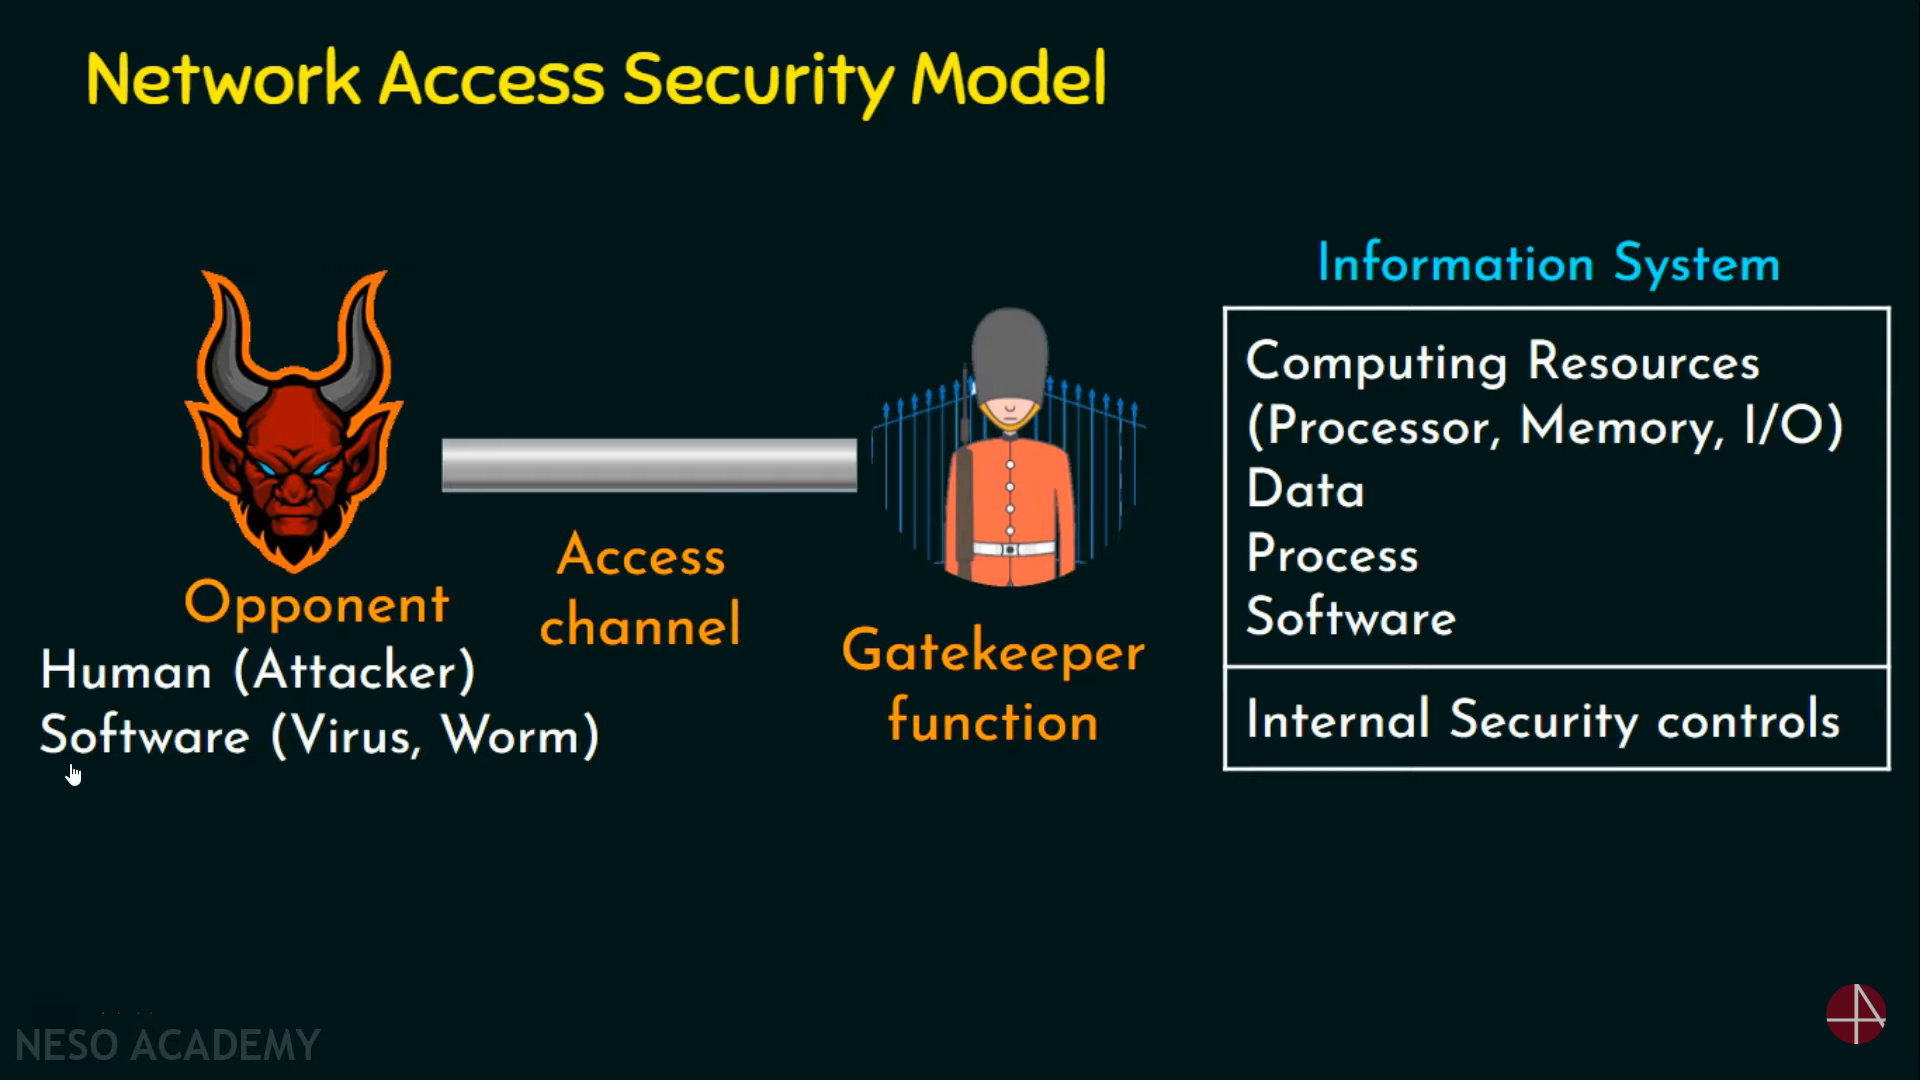 Network Access Security Model
Opponent
Human (Attacker)
Software (Virus, Worm)
Access
channel
Gatekeeper
function
Information System
Computing Resources
(Processor, Memory, I/O)
Data
Process
Software
Internal Security controls
NESO ACADEMY